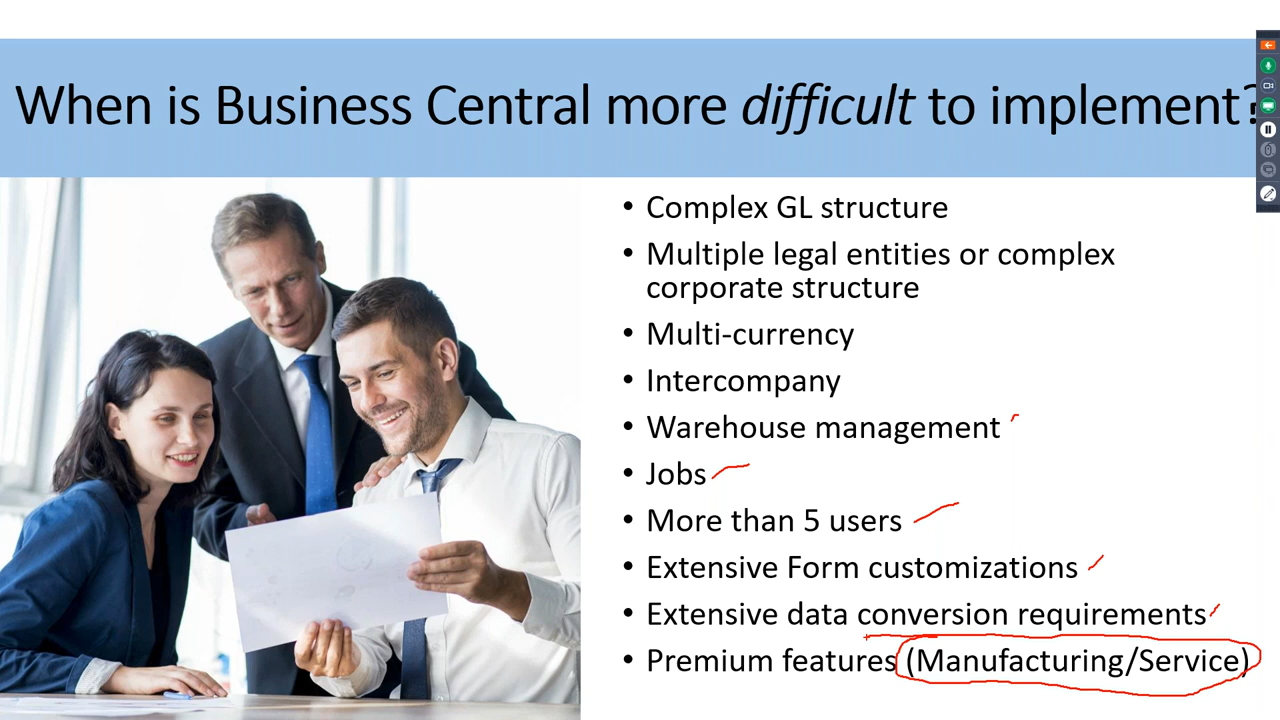 When is Business Central more difficult to implement?
• Complex GL structure
• Multiple legal entities or complex
corporate structure
• Multi-currency
• Intercompany
• Warehouse management
• Jobs
• More than 5 users
• Extensive Form customizations
• Extensive data conversion requirements
• Premium features (Manufacturing/Service)